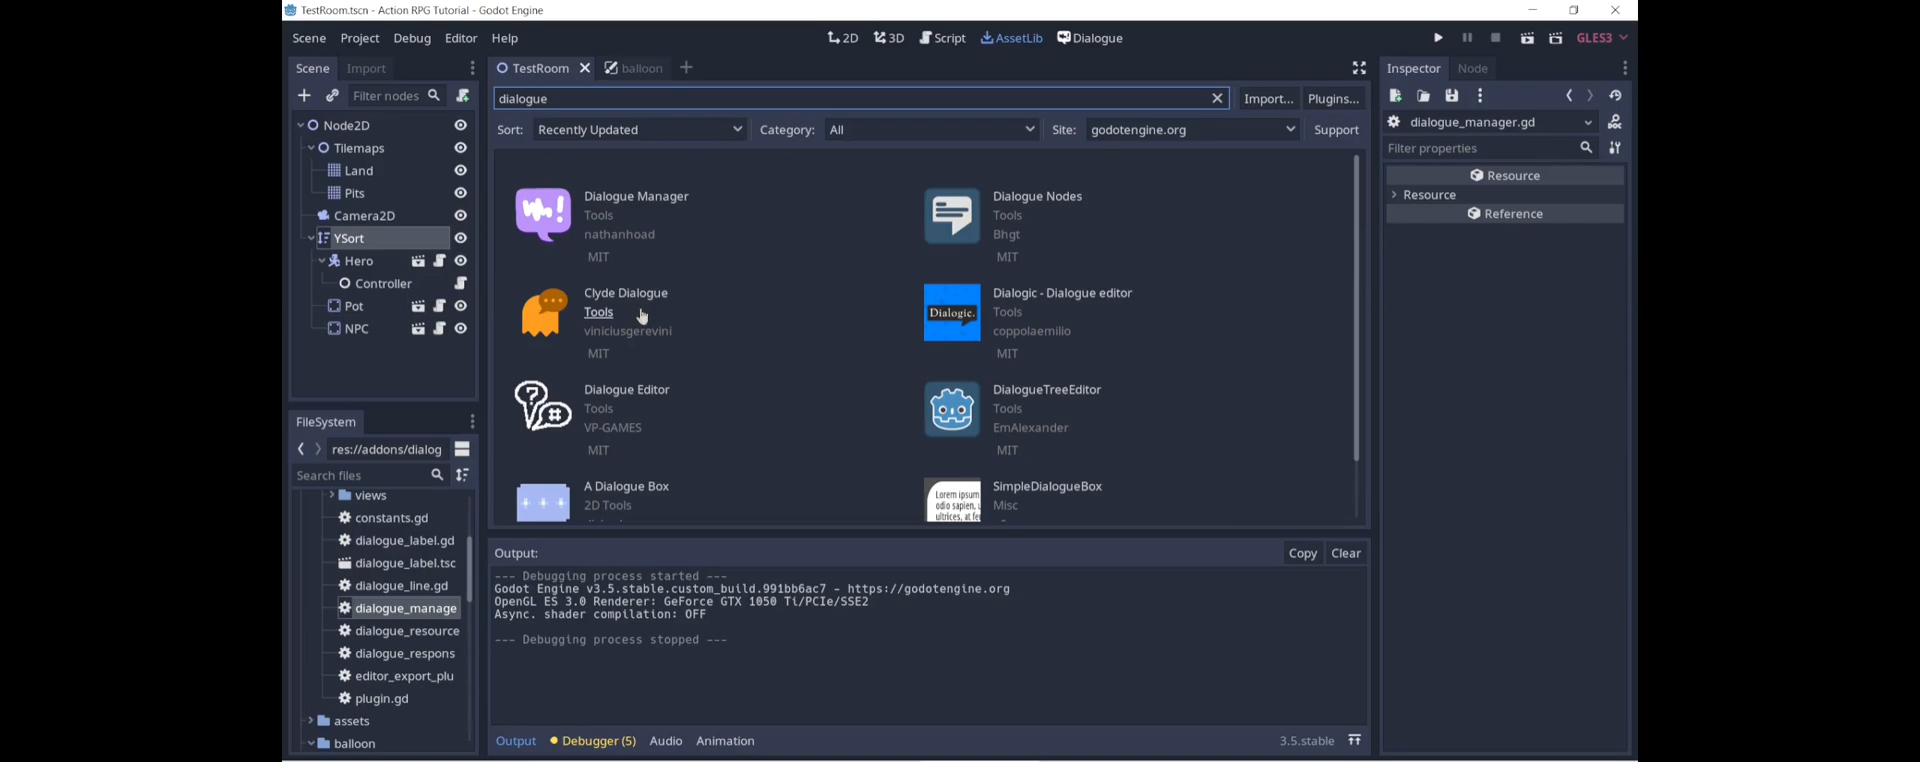 TestRoom.tscn - Action RPG Tutorial - Godot Engine
Scene Project Debug Editor Help
2D 3D Script AssetLib Dialogue
GLES3
Scene Import
Filter nodes
Node2D
Tilemaps
Land
Pits
Camera2D
YSort
Hero
Controller
Pot
NPC
FileSystem
res://addons/dialog
Search files
views
constants.gd
dialogue_label.gd
dialogue_label.tsc
dialogue_line.gd
dialogue_manage
dialogue_resource
dialogue_respons
editor_export_plu
plugin.gd
assets
balloon
TestRoom balloon
dialogue
Import... Plugins...
Sort: Recently Updated Category: All Site: godotengine.org Support
Dialogue Manager
Tools
nathanhoad
MIT
Dialogue Nodes
Tools
Bhgt
MIT
Clyde Dialogue
Tools
viniciusgerevini
MIT
Dialogic.
Dialogic - Dialogue editor
Tools
coppolaemilio
MIT
Dialogue Editor
Tools
VP-GAMES
MIT
DialogueTreeEditor
Tools
EmAlexander
MIT
A Dialogue Box
2D Tools
Lorem ipsum
odio sapien, u
ultrices, at fe
SimpleDialogueBox
Misc
Output:
Copy Clear
--- Debugging process started ---
Godot Engine v3.5.stable.custom_build.991bb6ac7 - https://godotengine.org
OpenGL ES 3.0 Renderer: GeForce GTX 1050 Ti/PCIe/SSE2
Async. shader compilation: OFF
--- Debugging process stopped ---
Output Debugger (5) Audio Animation
3.5.stable
Inspector Node
dialogue_manager.gd
Filter properties
Resource
Resource
Reference